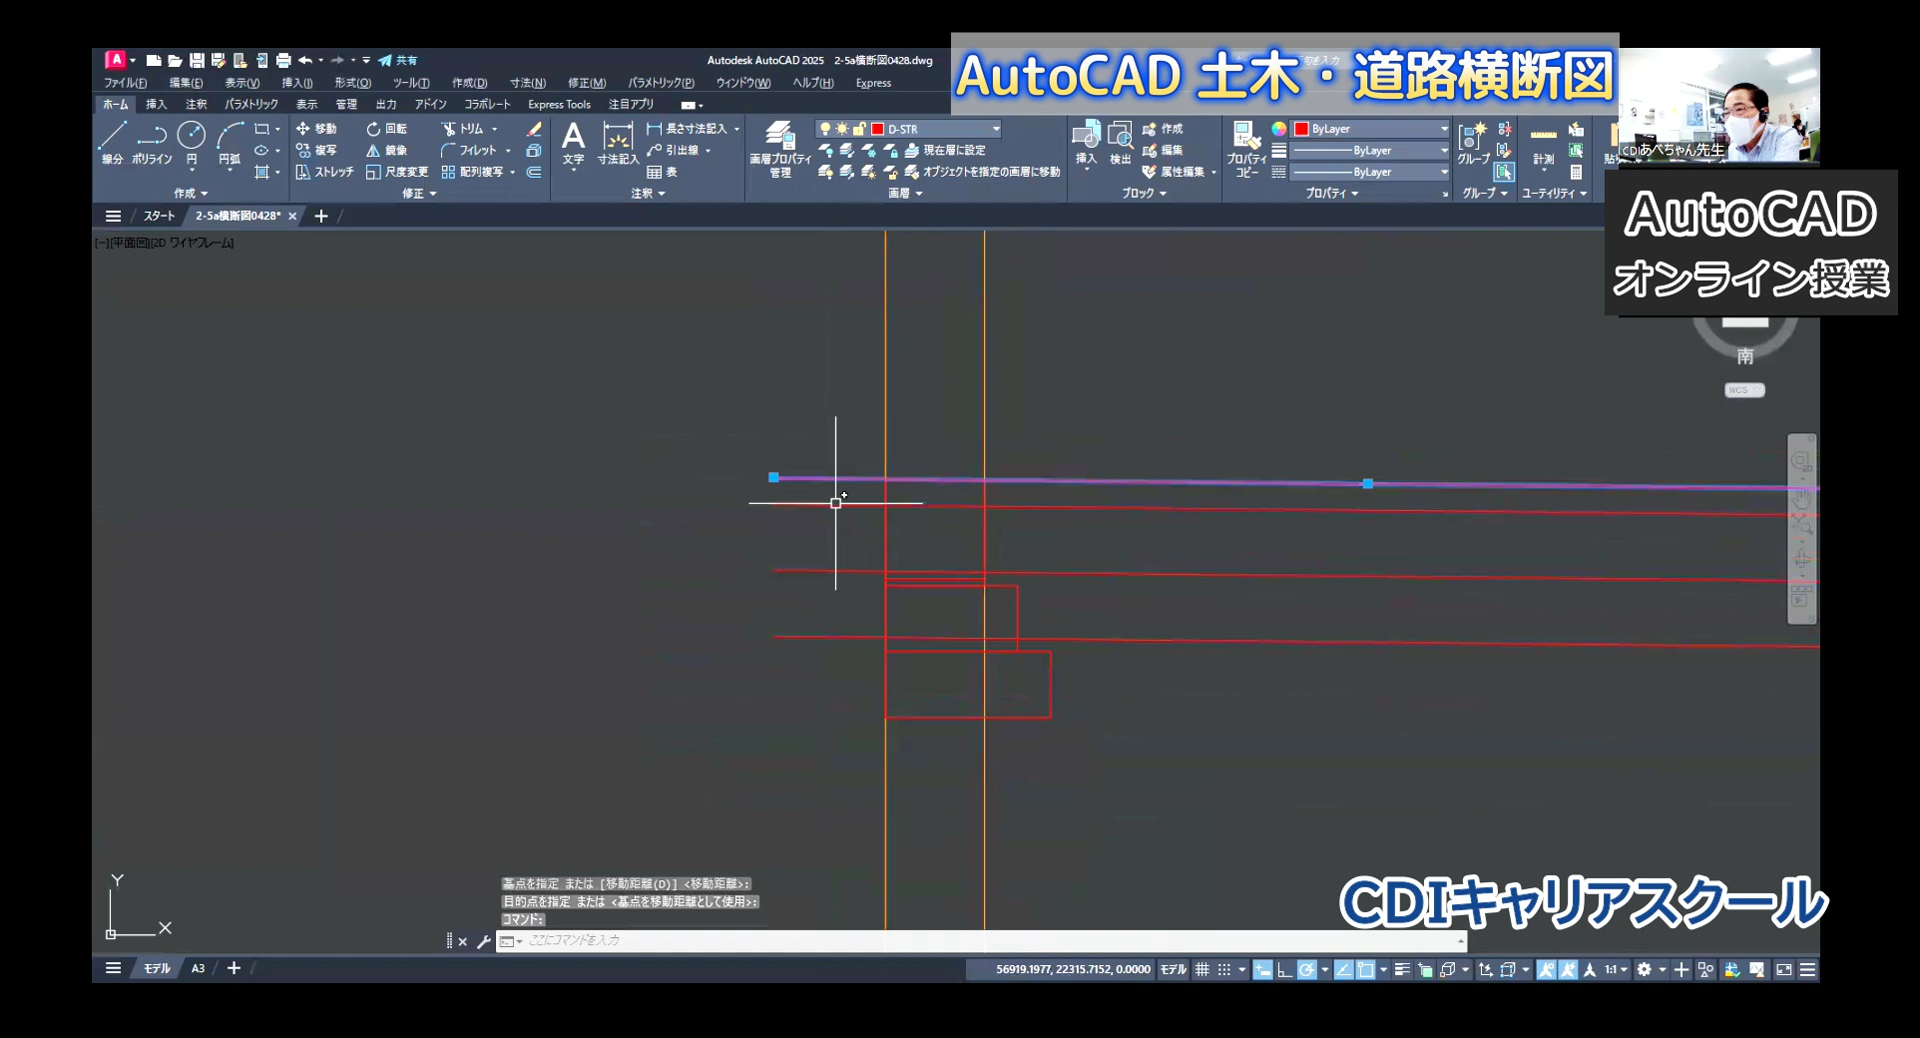 Autodesk AutoCAD 2025 2-5a横断図0428.dwg
共有
ファイル(F) 編集(E) 表示(V) 挿入(I) 形式(O) ツール(T) 作成(D) 寸法(N) 修正(M) パラメトリック(P) ウィンドウ(W) ヘルプ(H) Express
AutoCAD 土木・道路横断図
ホーム 挿入 注釈 パラメトリック 表示 管理 出力 アドイン コラボレート Express Tools 注目アプリ
移動 回転 トリム 長さ寸法記入 D-STR 作成 ByLayer
線分 ポリライン 円 円弧 複写 鏡像 フィレット 文字 寸法記入 引出線 画層プロパティ管理 現在層に設定 挿入 検出 編集 プロパティコピー ByLayer グループ 計測
ストレッチ 尺度変更 配列複写 表 オブジェクトを指定の画層に移動 属性編集 ByLayer
作成 修正 注釈 画層 ブロック プロパティ グループ ユーティリティ
CDIあべちゃん先生
スタート 2-5a横断図0428*
AutoCAD
オンライン授業
[−][平面図][2D ワイヤフレーム]
南
WCS
Y
X
基点を指定 または [移動距離(D)] <移動距離>:
目的点を指定 または <基点を移動距離として使用>:
コマンド:
ここにコマンドを入力
CDIキャリアスクール
モデル A3
56919.1977, 22315.7152, 0.0000 モデル 1:1